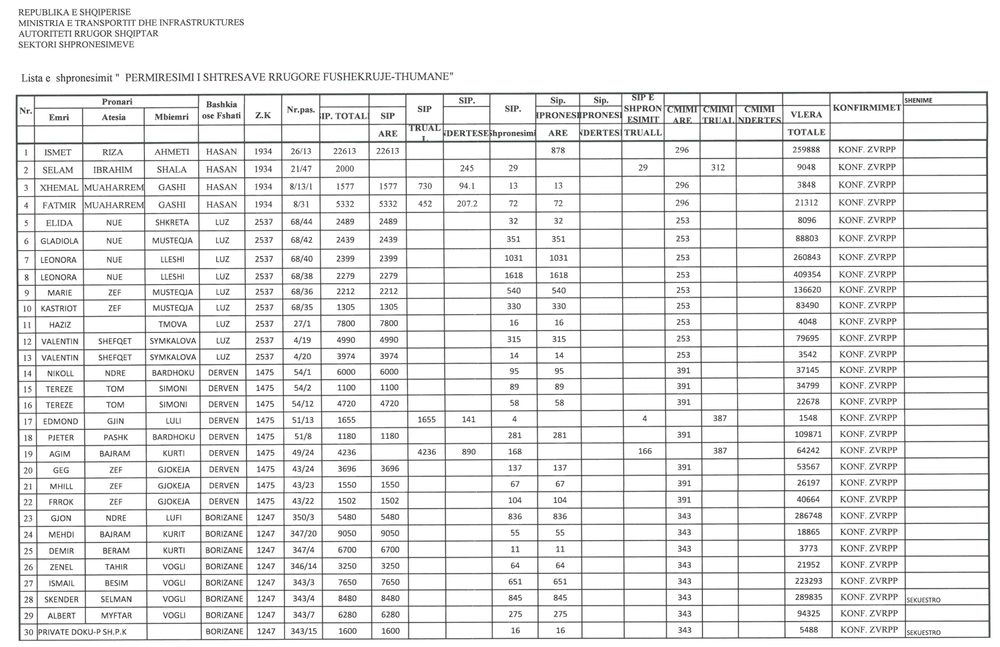 REPUBLIKA E SHQIPERISE
MINISTRIA E TRANSPORTIT DHE INFRASTRUKTURES
AUTORITETI RRUGOR SHQIPTAR
SEKTORI SHPRONESIMEVE
Lista e shpronesimit " PERMIRESIMI I SHTRESAVE RRUGORE FUSHEKRUJE-THUMANE"
Nr. Pronari Bashkia ose Fshati Z.K Nr.pas. SIP. TOTALI SIP ARE SIP TRUALL SIP. NDERTESE SIP. Shpronesimi Sip. HPRONESI ARE Sip. HPRONESI NDERTESI SIP E SHPRONESIMIT TRUALL CMIMI ARE CMIMI TRUAL CMIMI NDERTES VLERA TOTALE KONFIRMIMET SHENIME
Emri Atesia Mbiemri
1 ISMET RIZA AHMETI HASAN 1934 26/13 22613 22613 878 296 259888 KONF. ZVRPP
2 SELAM IBRAHIM SHALA HASAN 1934 21/47 2000 245 29 29 312 9048 KONF. ZVRPP
3 XHEMAL MUAHARREM GASHI HASAN 1934 8/13/1 1577 1577 730 94.1 13 13 296 3848 KONF. ZVRPP
4 FATMIR MUAHARREM GASHI HASAN 1934 8/31 5332 5332 452 207.2 72 72 296 21312 KONF. ZVRPP
5 ELIDA NUE SHKRETA LUZ 2537 68/44 2489 2489 32 32 253 8096 KONF. ZVRPP
6 GLADIOLA NUE MUSTEQJA LUZ 2537 68/42 2439 2439 351 351 253 88803 KONF. ZVRPP
7 LEONORA NUE LLESHI LUZ 2537 68/40 2399 2399 1031 1031 253 260843 KONF. ZVRPP
8 LEONORA NUE LLESHI LUZ 2537 68/38 2279 2279 1618 1618 253 409354 KONF. ZVRPP
9 MARIE ZEF MUSTEQJA LUZ 2537 68/36 2212 2212 540 540 253 136620 KONF. ZVRPP
10 KASTRIOT ZEF MUSTEQJA LUZ 2537 68/35 1305 1305 330 330 253 83490 KONF. ZVRPP
11 HAZIZ TMOVA LUZ 2537 27/1 7800 7800 16 16 253 4048 KONF. ZVRPP
12 VALENTIN SHEFQET SYMKALOVA LUZ 2537 4/19 4990 4990 315 315 253 79695 KONF. ZVRPP
13 VALENTIN SHEFQET SYMKALOVA LUZ 2537 4/20 3974 3974 14 14 253 3542 KONF. ZVRPP
14 NIKOLL NDRE BARDHOKU DERVEN 1475 54/1 6000 6000 95 95 391 37145 KONF. ZVRPP
15 TEREZE TOM SIMONI DERVEN 1475 54/2 1100 1100 89 89 391 34799 KONF. ZVRPP
16 TEREZE TOM SIMONI DERVEN 1475 54/12 4720 4720 58 58 391 22678 KONF. ZVRPP
17 EDMOND GJIN LULI DERVEN 1475 51/13 1655 1655 141 4 4 387 1548 KONF. ZVRPP
18 PJETER PASHK BARDHOKU DERVEN 1475 51/8 1180 1180 281 281 391 109871 KONF. ZVRPP
19 AGIM BAJRAM KURTI DERVEN 1475 49/24 4236 4236 890 168 166 387 64242 KONF. ZVRPP
20 GEG ZEF GJOKEJA DERVEN 1475 43/24 3696 3696 137 137 391 53567 KONF. ZVRPP
21 MHILL ZEF GJOKEJA DERVEN 1475 43/23 1550 1550 67 67 391 26197 KONF. ZVRPP
22 FRROK ZEF GJOKEJA DERVEN 1475 43/22 1502 1502 104 104 391 40664 KONF. ZVRPP
23 GJON NDRE LUFI BORIZANE 1247 350/3 5480 5480 836 836 343 286748 KONF. ZVRPP
24 MEHDI BAJRAM KURIT BORIZANE 1247 347/20 9050 9050 55 55 343 18865 KONF. ZVRPP
25 DEMIR BERAM KURTI BORIZANE 1247 347/4 6700 6700 11 11 343 3773 KONF. ZVRPP
26 ZENEL TAHIR VOGLI BORIZANE 1247 346/14 3250 3250 64 64 343 21952 KONF. ZVRPP
27 ISMAIL BESIM VOGLI BORIZANE 1247 343/3 7650 7650 651 651 343 223293 KONF. ZVRPP
28 SKENDER SELMAN VOGLI BORIZANE 1247 343/4 8480 8480 845 845 343 289835 KONF. ZVRPP SEKUESTRO
29 ALBERT MYFTAR VOGLI BORIZANE 1247 343/7 6280 6280 275 275 343 94325 KONF. ZVRPP
30 PRIVATE DOKU-P SH.P.K BORIZANE 1247 343/15 1600 1600 16 16 343 5488 KONF. ZVRPP SEKUESTRO